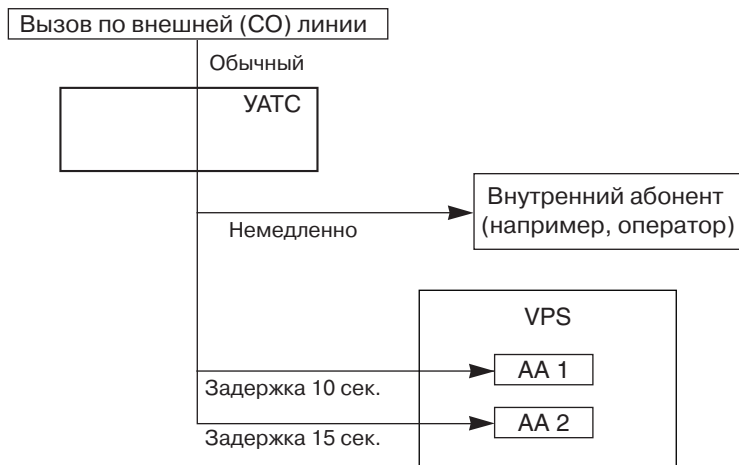 Вызов по внешней (СО) линии
Обычный
УАТС
Внутренний абонент
(например, оператор)
Немедленно
VPS
AA 1
Задержка 10 сек.
AA 2
Задержка 15 сек.